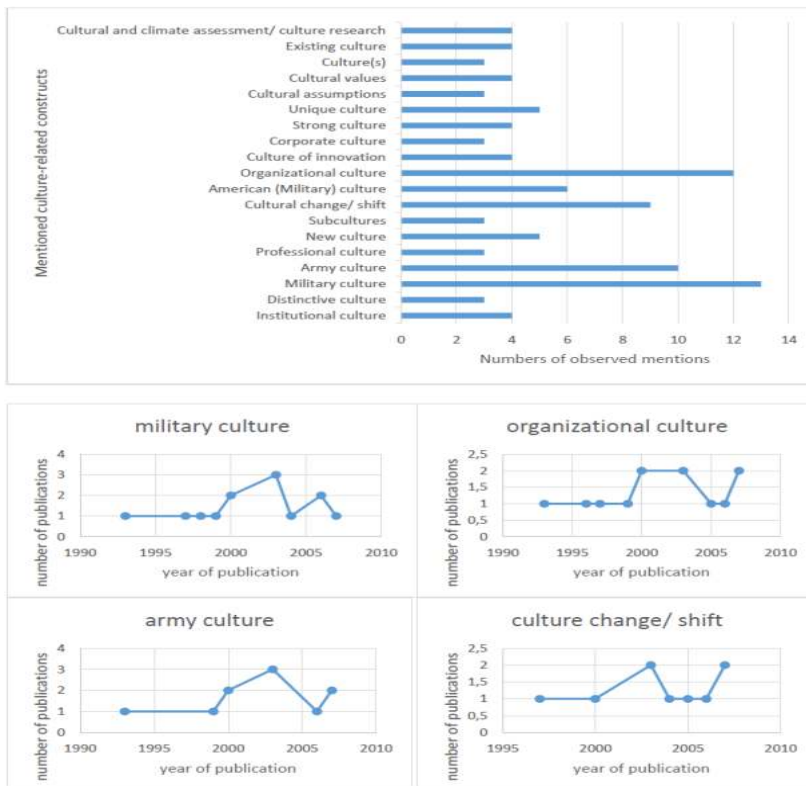 Mentioned culture-related constructs
Cultural and climate assessment/ culture research
Existing culture
Culture(s)
Cultural values
Cultural assumptions
Unique culture
Strong culture
Corporate culture
Culture of innovation
Organizational culture
American (Military) culture
Cultural change/ shift
Subcultures
New culture
Professional culture
Army culture
Military culture
Distinctive culture
Institutional culture
0 2 4 6 8 10 12 14
Numbers of observed mentions
military culture
number of publications
4
3
2
1
0
1990 1995 2000 2005 2010
year of publication
organizational culture
number of publications
2,5
2
1,5
1
0,5
0
1990 1995 2000 2005 2010
year of publication
army culture
number of publications
4
3
2
1
0
1990 1995 2000 2005 2010
year of publication
culture change/ shift
number of publications
2,5
2
1,5
1
0,5
0
1995 2000 2005 2010
year of publication